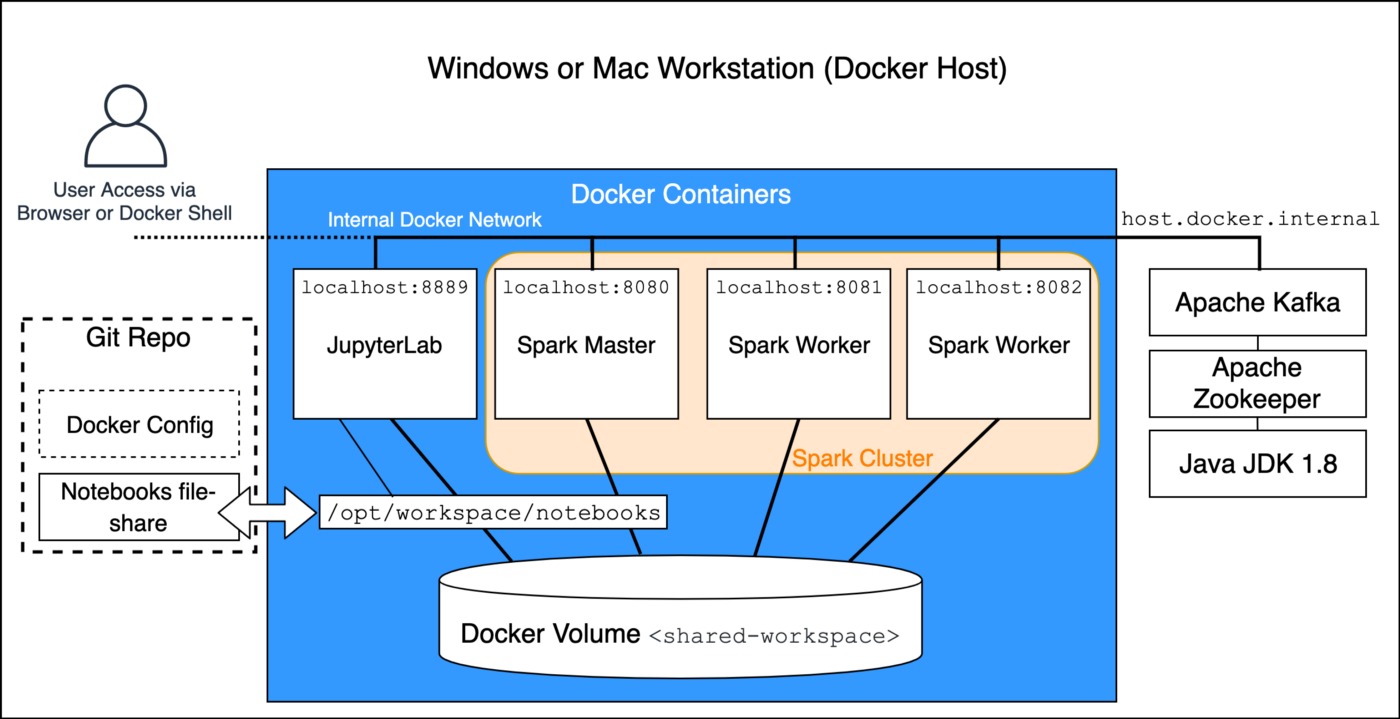 Windows or Mac Workstation (Docker Host)
User Access via
Browser or Docker Shell
Docker Containers
Internal Docker Network
host.docker.internal
localhost:8889
JupyterLab
localhost:8080
Spark Master
localhost:8081
Spark Worker
localhost:8082
Spark Worker
Spark Cluster
Apache Kafka
Apache
Zookeeper
Java JDK 1.8
Git Repo
Docker Config
Notebooks file-
share
/opt/workspace/notebooks
Docker Volume <shared-workspace>